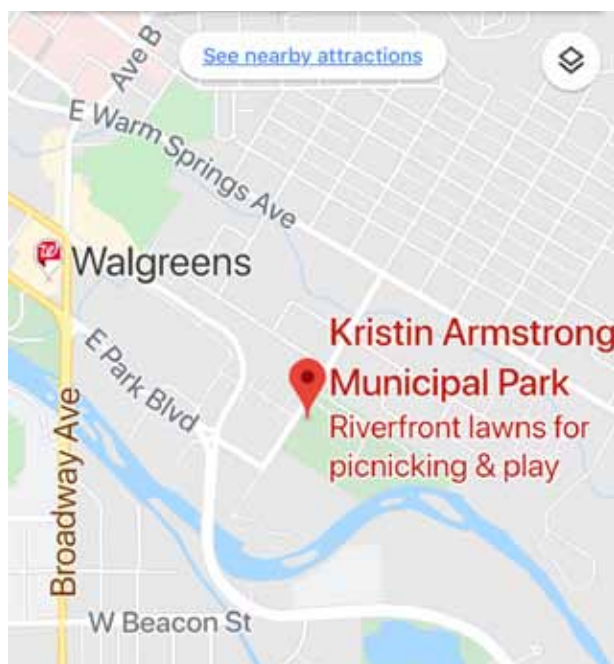 See nearby attractions
Ave B
E Warm Springs Ave
Walgreens
Kristin Armstrong
Municipal Park
Riverfront lawns for
picnicking & play
E Park Blvd
Broadway Ave
W Beacon St